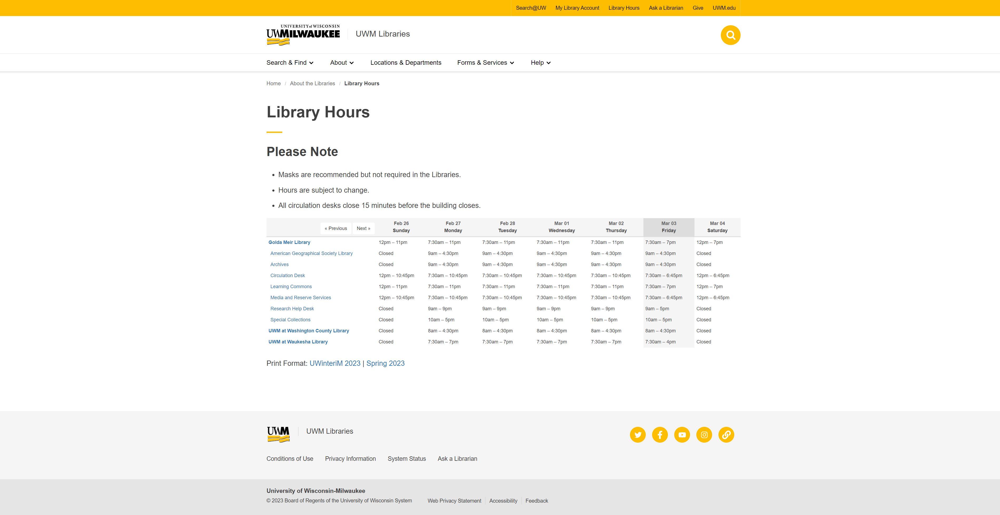 Search@UW My Library Account Library Hours Ask a Librarian Give UWM.edu
UNIVERSITY of WISCONSIN
UWMILWAUKEE
UWM Libraries
Search & Find About Locations & Departments Forms & Services Help
Home / About the Libraries / Library Hours
Library Hours
Please Note
• Masks are recommended but not required in the Libraries.
• Hours are subject to change.
• All circulation desks close 15 minutes before the building closes.
« Previous Next » Feb 26 Feb 27 Feb 28 Mar 01 Mar 02 Mar 03 Mar 04
Sunday Monday Tuesday Wednesday Thursday Friday Saturday
Golda Meir Library 12pm – 11pm 7:30am – 11pm 7:30am – 11pm 7:30am – 11pm 7:30am – 11pm 7:30am – 7pm 12pm – 7pm
American Geographical Society Library Closed 9am – 4:30pm 9am – 4:30pm 9am – 4:30pm 9am – 4:30pm 9am – 4:30pm Closed
Archives Closed 9am – 4:30pm 9am – 4:30pm 9am – 4:30pm 9am – 4:30pm 9am – 4:30pm Closed
Circulation Desk 12pm – 10:45pm 7:30am – 10:45pm 7:30am – 10:45pm 7:30am – 10:45pm 7:30am – 10:45pm 7:30am – 6:45pm 12pm – 6:45pm
Learning Commons 12pm – 11pm 7:30am – 11pm 7:30am – 11pm 7:30am – 11pm 7:30am – 11pm 7:30am – 7pm 12pm – 7pm
Media and Reserve Services 12pm – 10:45pm 7:30am – 10:45pm 7:30am – 10:45pm 7:30am – 10:45pm 7:30am – 10:45pm 7:30am – 6:45pm 12pm – 6:45pm
Research Help Desk Closed 9am – 9pm 9am – 9pm 9am – 9pm 9am – 9pm 9am – 5pm Closed
Special Collections Closed 10am – 5pm 10am – 5pm 10am – 5pm 10am – 5pm 10am – 5pm Closed
UWM at Washington County Library Closed 8am – 4:30pm 8am – 4:30pm 8am – 4:30pm 8am – 4:30pm 8am – 4:30pm Closed
UWM at Waukesha Library Closed 7:30am – 7pm 7:30am – 7pm 7:30am – 7pm 7:30am – 7pm 7:30am – 4pm Closed
Print Format: UWinteriM 2023 | Spring 2023
UWM UWM Libraries
Conditions of Use Privacy Information System Status Ask a Librarian
University of Wisconsin-Milwaukee
© 2023 Board of Regents of the University of Wisconsin System Web Privacy Statement Accessibility Feedback